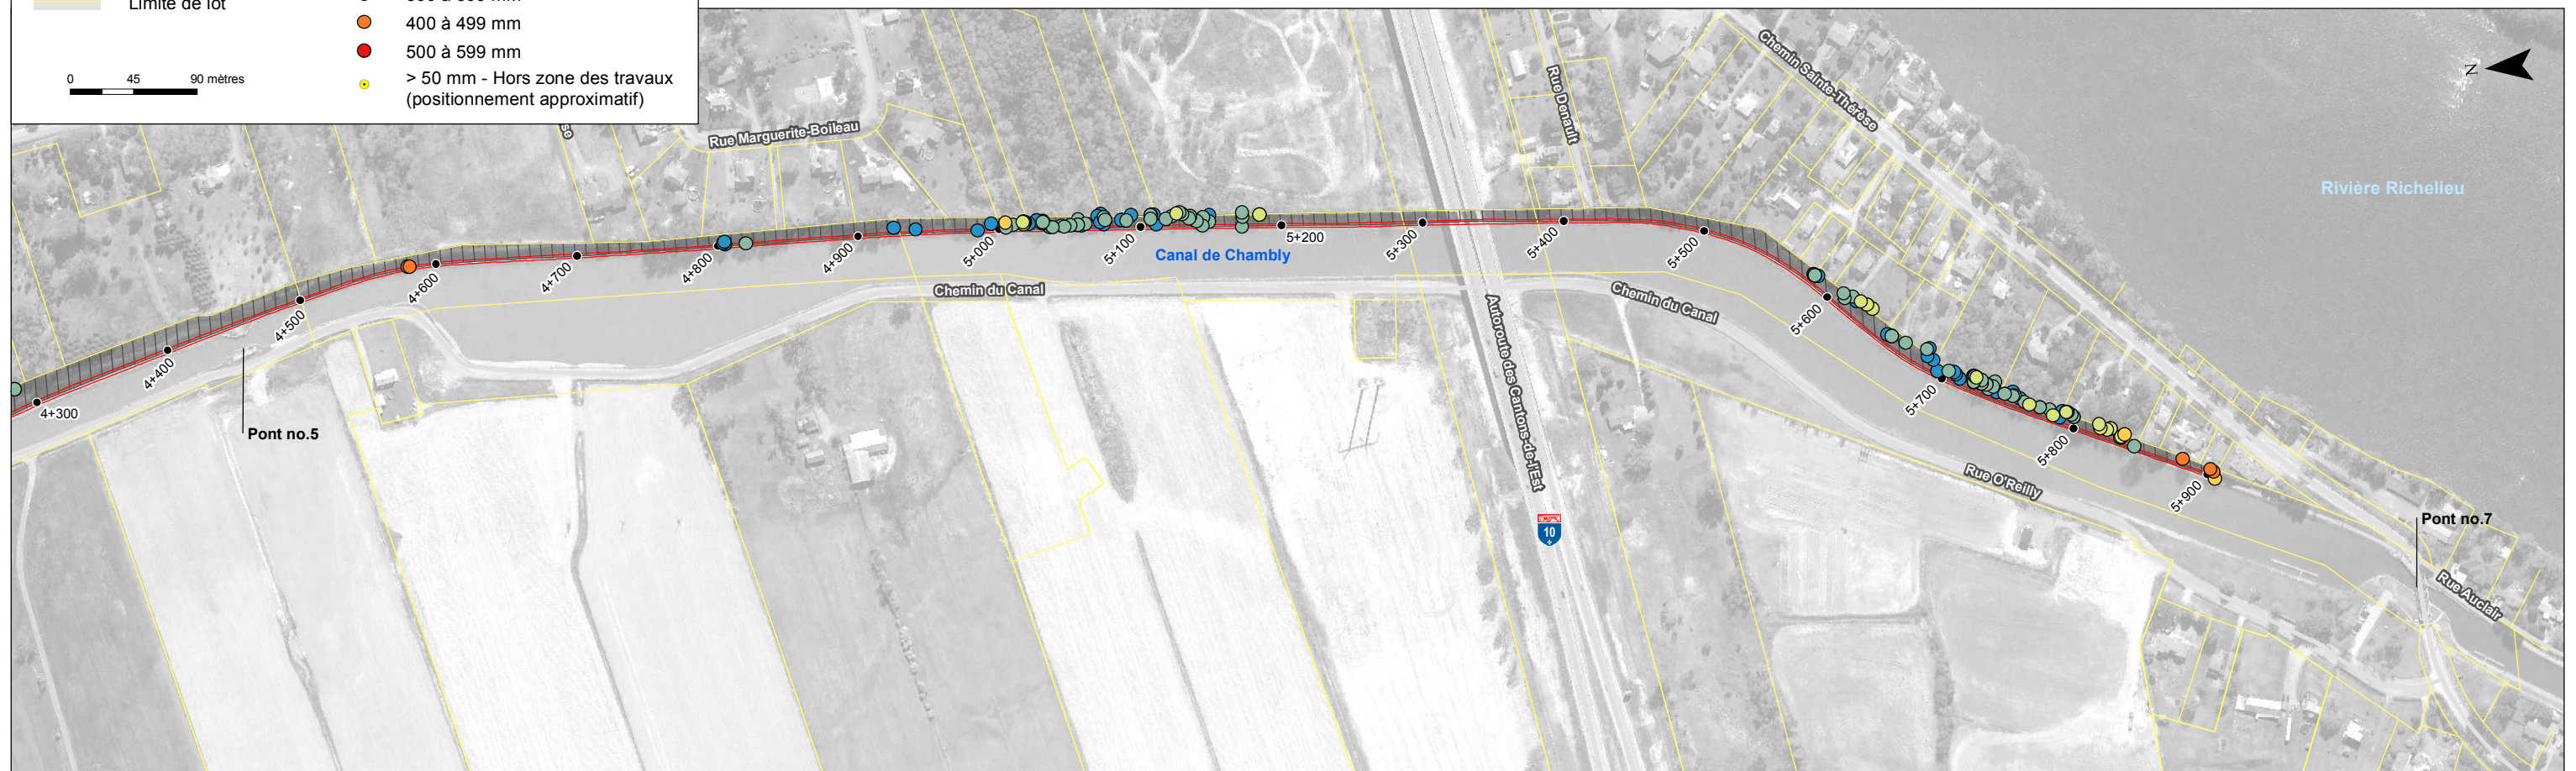 Limite de lot
400 à 499 mm
500 à 599 mm
> 50 mm - Hors zone des travaux
(positionnement approximatif)
0 45 90 mètres
N
Rue Marguerite-Boileau
Rue Denault
Chemin Sainte-Thérèse
Rivière Richelieu
Canal de Chambly
Chemin du Canal
Chemin du Canal
Autoroute des Cantons-de-l'Est
10
Rue O'Reilly
Rue Auclair
Pont no.5
Pont no.7
4+300
4+400
4+500
4+600
4+700
4+800
4+900
5+000
5+100
5+200
5+300
5+400
5+500
5+600
5+700
5+800
5+900